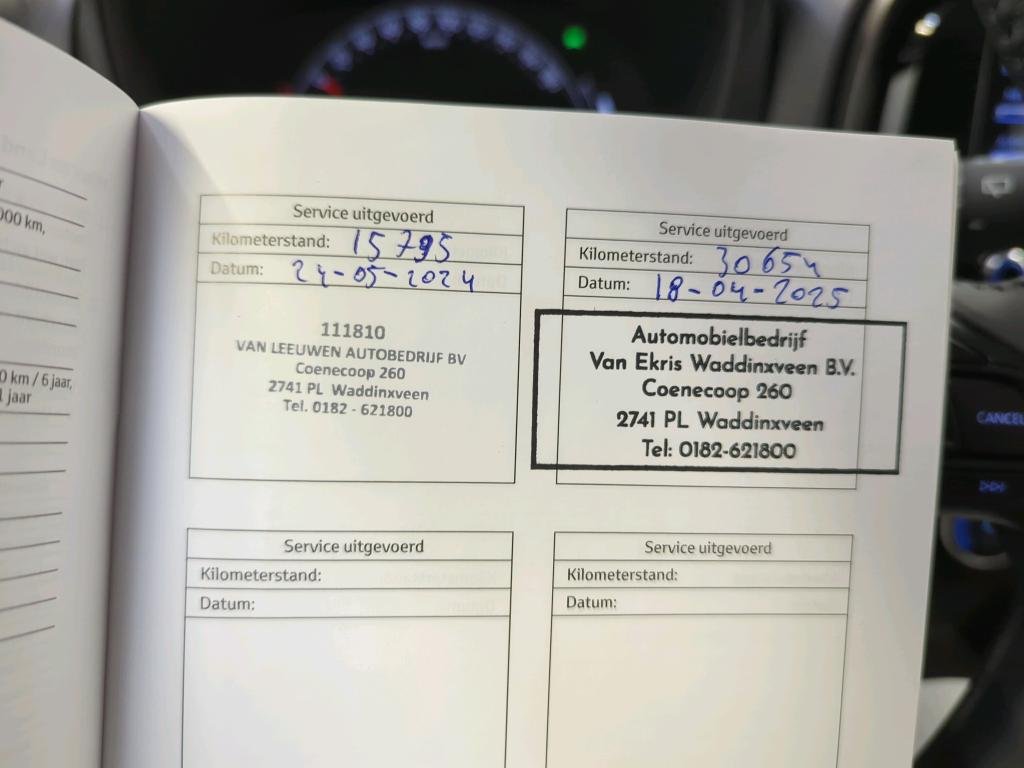 000 km,
0 km / 6 jaar,
1 jaar
Service uitgevoerd
Kilometerstand: 15795
Datum: 24-05-2024
111810
VAN LEEUWEN AUTOBEDRIJF BV
Coenecoop 260
2741 PL Waddinxveen
Tel. 0182 - 621800
Service uitgevoerd
Kilometerstand: 30654
Datum: 18-04-2025
Automobielbedrijf
Van Ekris Waddinxveen B.V.
Coenecoop 260
2741 PL Waddinxveen
Tel: 0182-621800
Service uitgevoerd
Kilometerstand:
Datum:
Service uitgevoerd
Kilometerstand:
Datum:
CANCEL